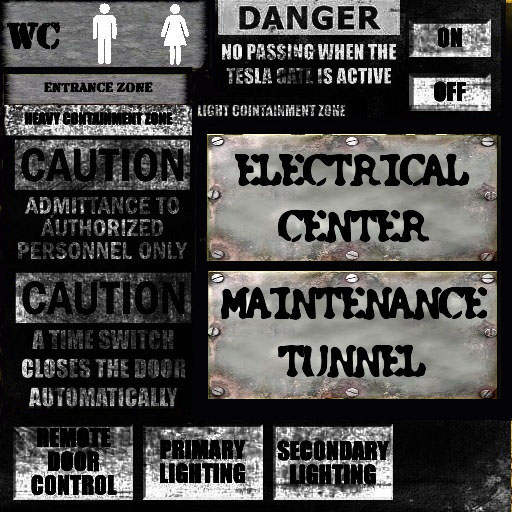 WC
ENTRANCE ZONE
HEAVY CONTAINMENT ZONE
DANGER
NO PASSING WHEN THE
TESLA GATE IS ACTIVE
LIGHT COINTAINMENT ZONE
ON
OFF
CAUTION
ADMITTANCE TO
AUTHORIZED
PERSONNEL ONLY
ELECTRICAL
CENTER
CAUTION
A TIME SWITCH
CLOSES THE DOOR
AUTOMATICALLY
MAINTENANCE
TUNNEL
REMOTE
DOOR
CONTROL
PRIMARY
LIGHTING
SECONDARY
LIGHTING